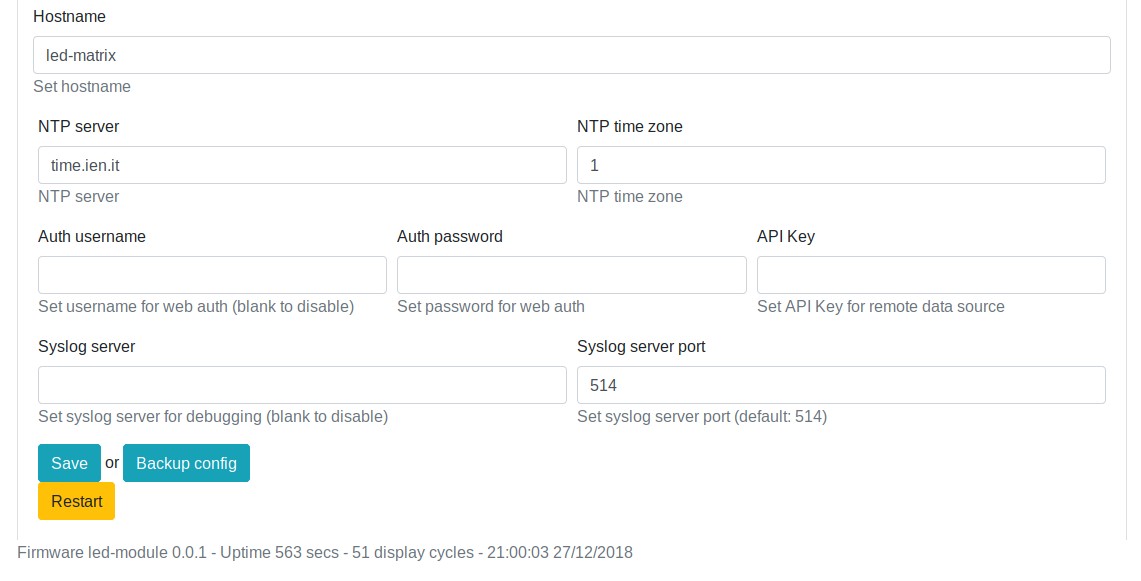 Hostname
led-matrix
Set hostname
NTP server
NTP time zone
time.ien.it
1
NTP server
NTP time zone
Auth username
Auth password
API Key
Set username for web auth (blank to disable)
Set password for web auth
Set API Key for remote data source
Syslog server
Syslog server port
514
Set syslog server for debugging (blank to disable)
Set syslog server port (default: 514)
Save or Backup config
Restart
Firmware led-module 0.0.1 - Uptime 563 secs - 51 display cycles - 21:00:03 27/12/2018